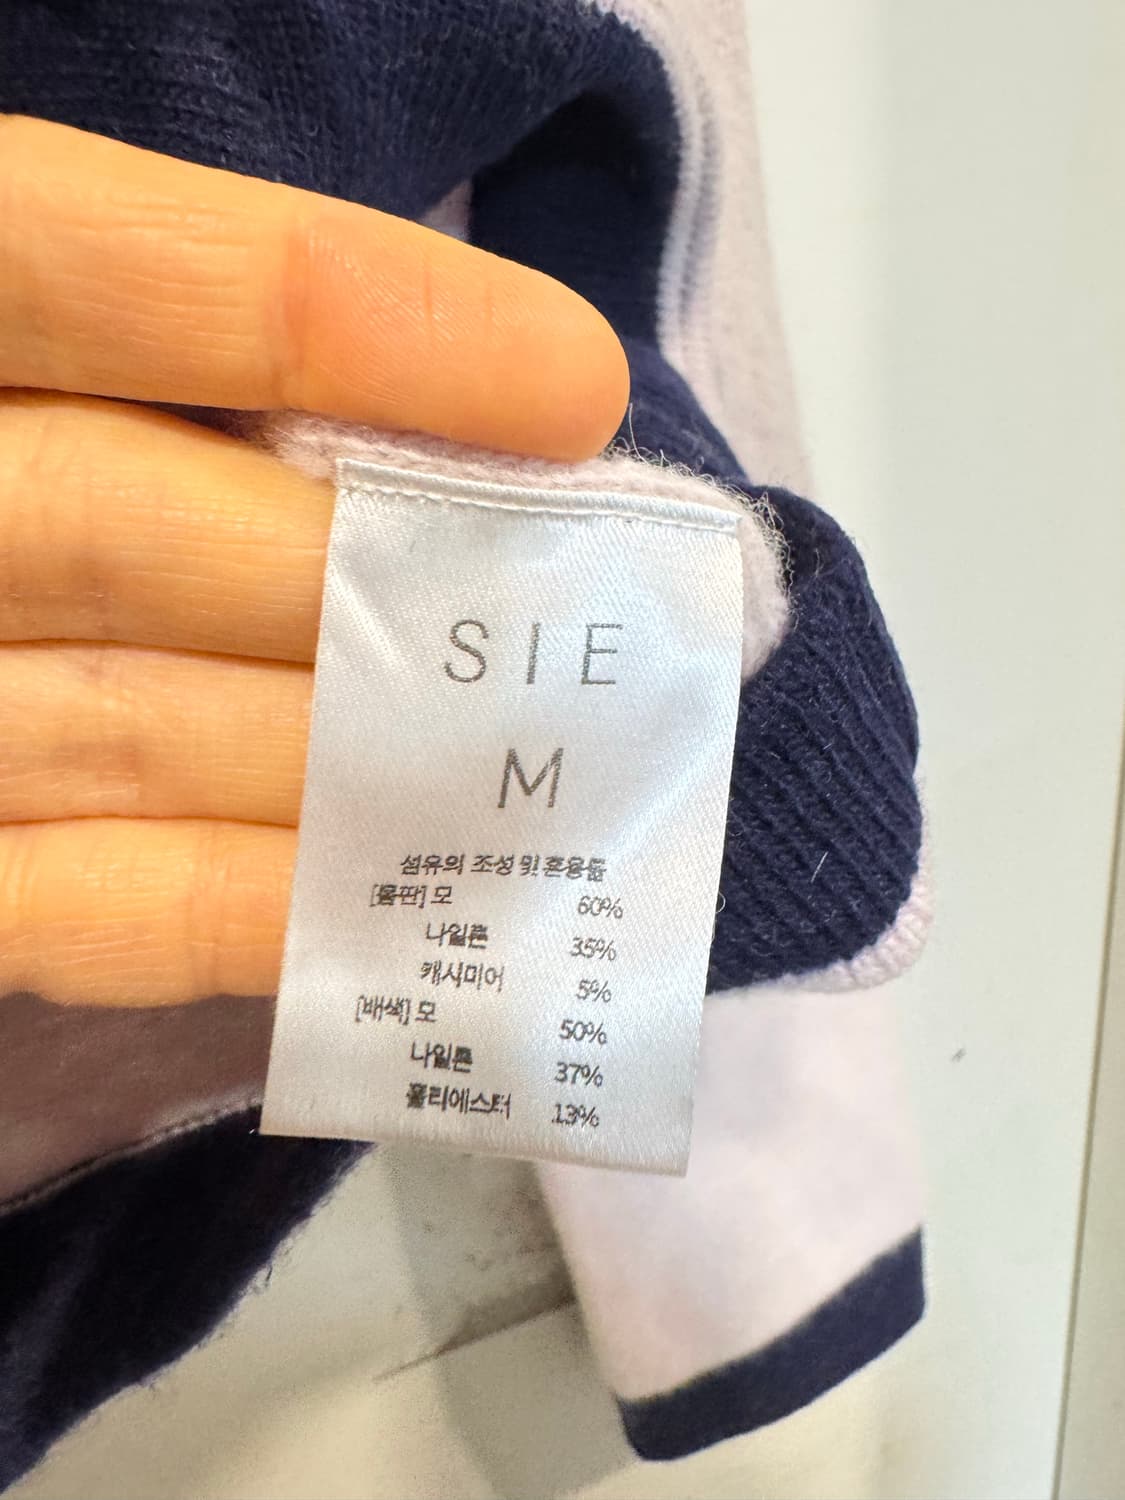 SIE
M
섬유의 조성 및 혼용률
[몸판] 모 60%
나일론 35%
캐시미어 5%
[배색] 모 50%
나일론 37%
폴리에스터 13%